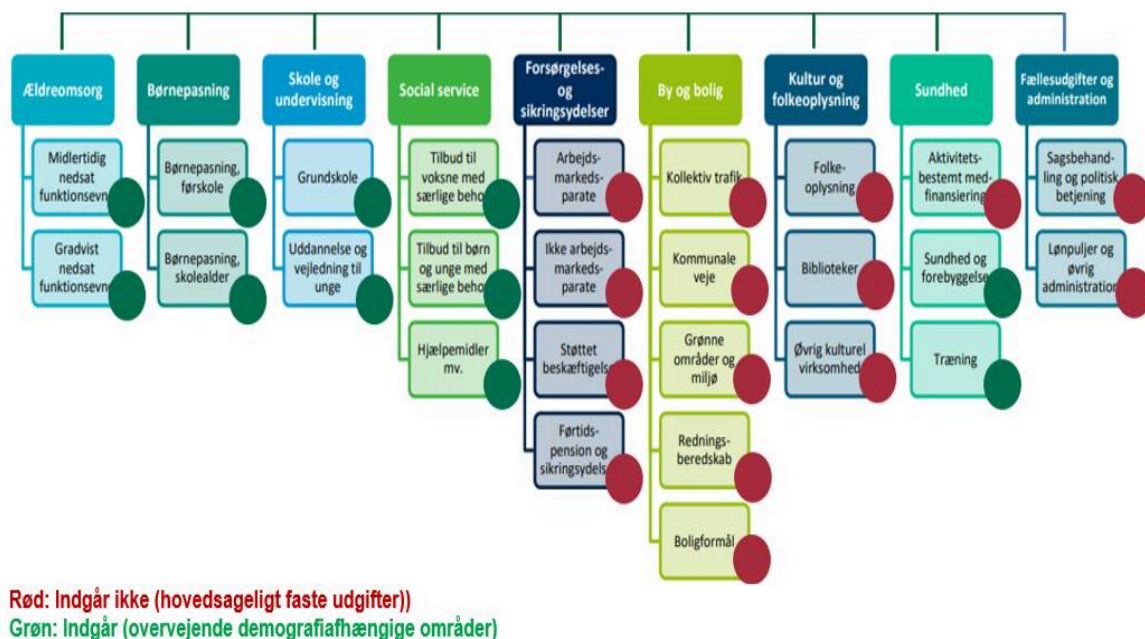 Ældreomsorg
Børnepasning
Skole og
undervisning
Social service
Forsørgelses-
og
sikringsydelser
By og bolig
Kultur og
folkeoplysning
Sundhed
Fællesudgifter og
administration
Midlertidig
nedsat
funktionsevn
Gradvist
nedsat
funktionsevn
Børnepasning,
førskole
Børnepasning,
skolealder
Grundskole
Uddannelse og
vejledning til
unge
Tilbud til
voksne med
særlige beho
Tilbud til børn
og unge med
særlige beho
Hjælpemidler
mv.
Arbejds-
markeds-
parate
Ikke arbejds-
markeds-
parate
Støttet
beskæftigelse
Førtids-
pension og
sikringsydels
Kollektiv trafik
Kommunale
veje
Grønne
områder og
miljø
Rednings-
beredskab
Boligformål
Folke-
oplysning
Biblioteker
Øvrig kulturel
virksomhed
Aktivitets-
bestemt med-
finansiering
Sundhed og
forebyggelse
Træning
Sagsbehand-
ling og politisk
betjening
Lønpuljer og
øvrig
administration
Rød: Indgår ikke (hovedsageligt faste udgifter))
Grøn: Indgår (overvejende demografiafhængige områder)